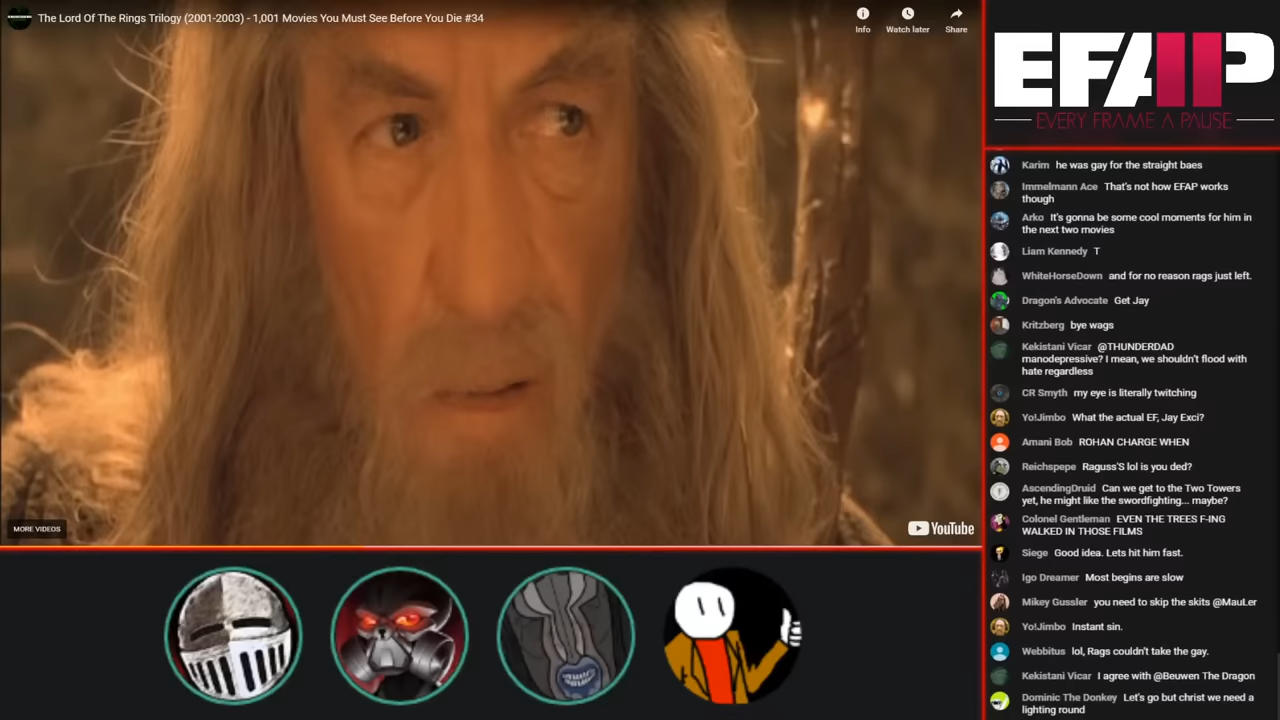 The Lord Of The Rings Trilogy (2001-2003) - 1,001 Movies You Must See Before You Die #34
Info
Watch later
Share
MORE VIDEOS
YouTube
EFAP
EVERY FRAME A PAUSE
Karim he was gay for the straight baes
Immelmann Ace That's not how EFAP works
though
Arko It's gonna be some cool moments for him in
the next two movies
Liam Kennedy T
WhiteHorseDown and for no reason rags just left.
Dragon's Advocate Get Jay
Kritzberg bye wags
Kekistani Vicar @THUNDERDAD
manodepressive? I mean, we shouldn't flood with
hate regardless
CR Smyth my eye is literally twitching
Yo!Jimbo What the actual EF, Jay Exci?
Amani Bob ROHAN CHARGE WHEN
Reichspepe Raguss'S lol is you ded?
AscendingDruid Can we get to the Two Towers
yet, he might like the swordfighting... maybe?
Colonel Gentleman EVEN THE TREES F-ING
WALKED IN THOSE FILMS
Siege Good idea. Lets hit him fast.
Igo Dreamer Most begins are slow
Mikey Gussler you need to skip the skits @MauLer
Yo!Jimbo Instant sin.
Webbitus lol, Rags couldn't take the gay.
Kekistani Vicar I agree with @Beuwen The Dragon
Dominic The Donkey Let's go but christ we need a
lighting round